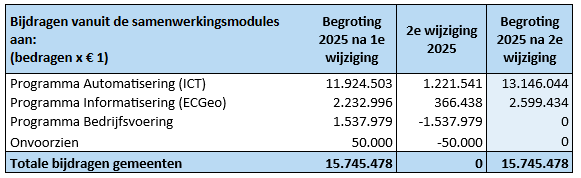 Bijdragen vanuit de samenwerkingsmodules aan: (bedragen x € 1) | Begroting 2025 na 1e wijziging | 2e wijziging 2025 | Begroting 2025 na 2e wijziging
Programma Automatisering (ICT) 11.924.503 1.221.541 13.146.044
Programma Informatisering (ECGeo) 2.232.996 366.438 2.599.434
Programma Bedrijfsvoering 1.537.979 -1.537.979 0
Onvoorzien 50.000 -50.000 0
Totale bijdragen gemeenten 15.745.478 0 15.745.478